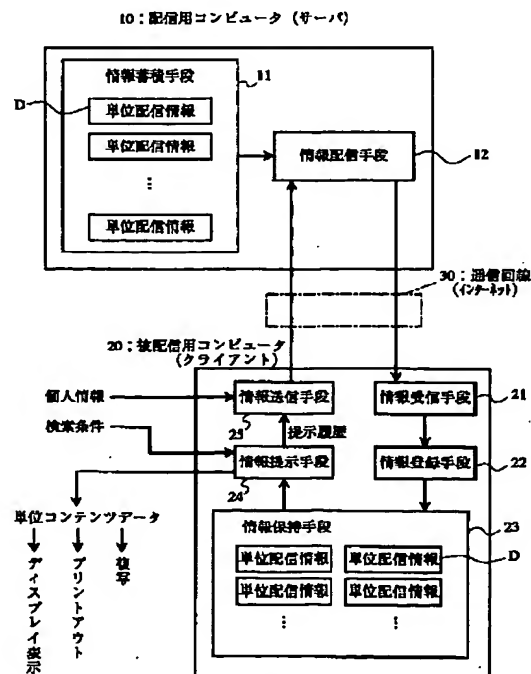 10：配信用コンピュータ（サーバ）
情報蓄積手段
11
D
単位配信情報
単位配信情報
⋮
単位配信情報
情報配信手段
12
30：通信回線
（インターネット）
20：被配信用コンピュータ
（クライアント）
個人情報
情報送信手段
25
情報受信手段
21
検索条件
提示履歴
情報提示手段
24
情報登録手段
22
情報保持手段
23
単位配信情報
単位配信情報
D
単位配信情報
単位配信情報
⋮
⋮
単位コンテンツデータ
ディスプレイ表示
プリントアウト
複写